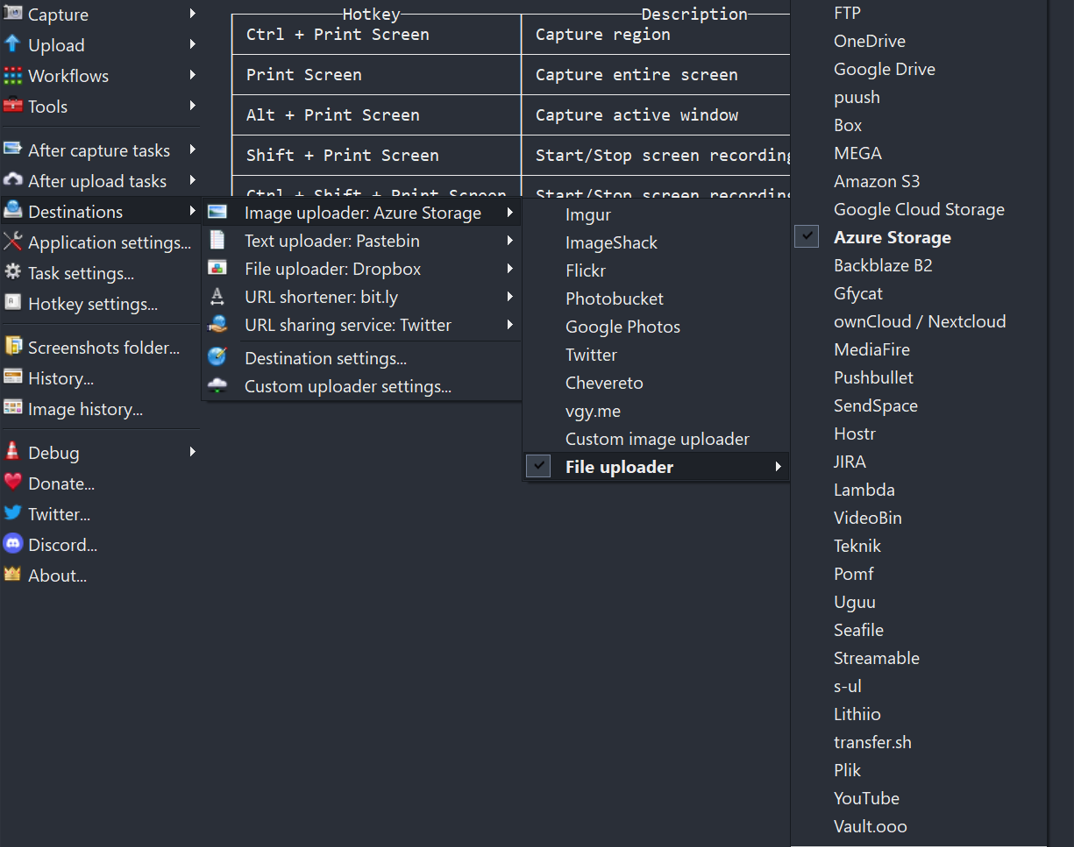 Capture
Upload
Workflows
Tools
After capture tasks
After upload tasks
Destinations
Application settings...
Task settings...
Hotkey settings...
Screenshots folder...
History...
Image history...
Debug
Donate...
Twitter...
Discord...
About...
Hotkey Description
Ctrl + Print Screen Capture region
Print Screen Capture entire screen
Alt + Print Screen Capture active window
Shift + Print Screen Start/Stop screen recording
Ctrl + Shift + Print Screen Start/Stop screen recording
Image uploader: Azure Storage
Text uploader: Pastebin
File uploader: Dropbox
URL shortener: bit.ly
URL sharing service: Twitter
Destination settings...
Custom uploader settings...
Imgur
ImageShack
Flickr
Photobucket
Google Photos
Twitter
Chevereto
vgy.me
Custom image uploader
File uploader
FTP
OneDrive
Google Drive
puush
Box
MEGA
Amazon S3
Google Cloud Storage
Azure Storage
Backblaze B2
Gfycat
ownCloud / Nextcloud
MediaFire
Pushbullet
SendSpace
Hostr
JIRA
Lambda
VideoBin
Teknik
Pomf
Uguu
Seafile
Streamable
s-ul
Lithiio
transfer.sh
Plik
YouTube
Vault.ooo